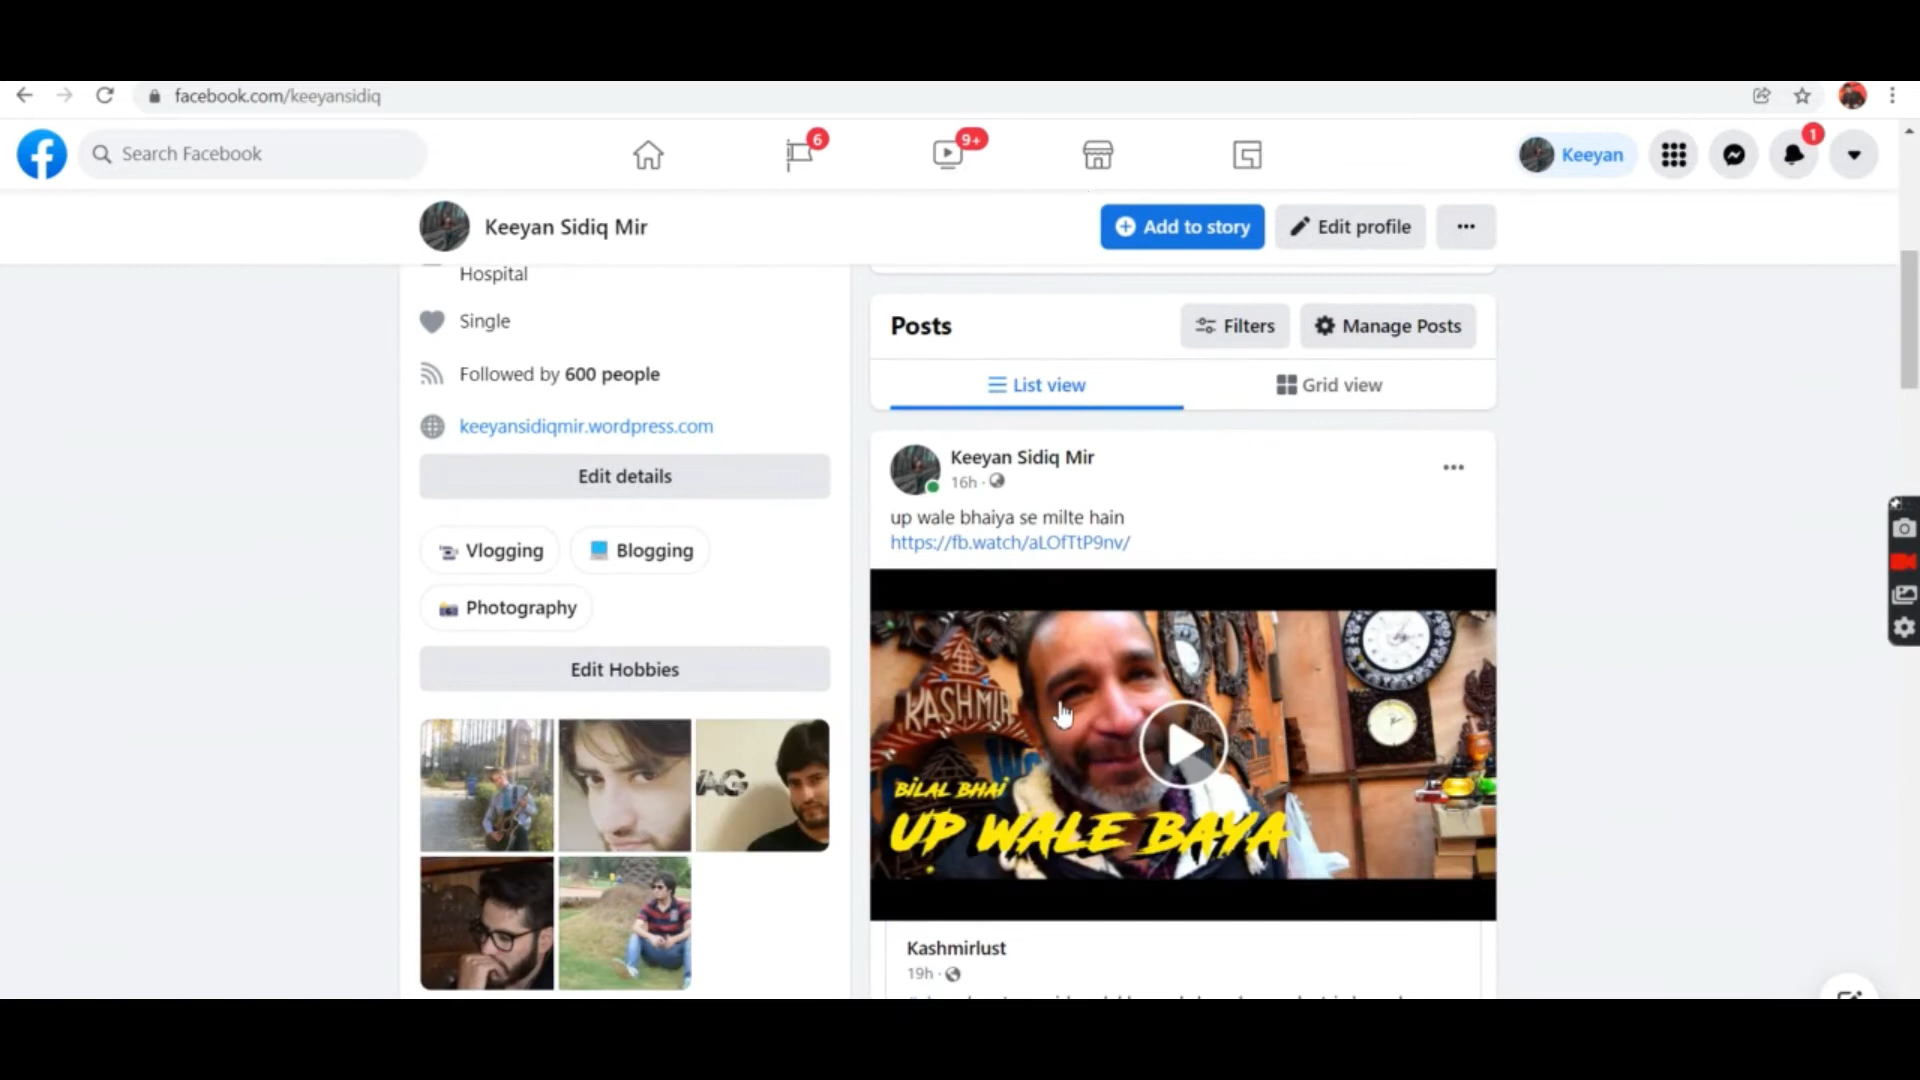 facebook.com/keeyansidiq
Search Facebook
6
9+
Keeyan
1
Keeyan Sidiq Mir
Add to story
Edit profile
Hospital
Single
Followed by 600 people
keeyansidiqmir.wordpress.com
Edit details
Vlogging
Blogging
Photography
Edit Hobbies
AG
Posts
Filters
Manage Posts
List view
Grid view
Keeyan Sidiq Mir
16h ·
up wale bhaiya se milte hain
https://fb.watch/aLOfTtP9nv/
KASHMIR
BILAL BHAI
UP WALE BAYA
Kashmirlust
19h ·